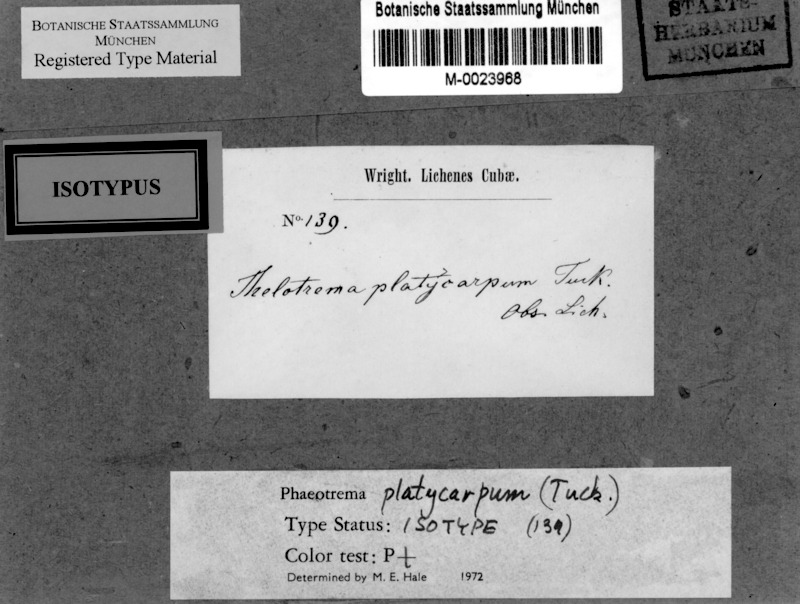 BOTANISCHE STAATSSAMMLUNG
MÜNCHEN
Registered Type Material
Botanische Staatssammlung München
M-0023968
STAATS-
HERBARIUM
MÜNCHEN
ISOTYPUS
Wright. Lichenes Cubæ.
No. 139.
Thelotrema platycarpum Tuck.
Obs. Lich.
Phaeotrema platycarpum (Tuck.)
Type Status: ISOTYPE (139)
Color test: P+
Determined by M. E. Hale 1972